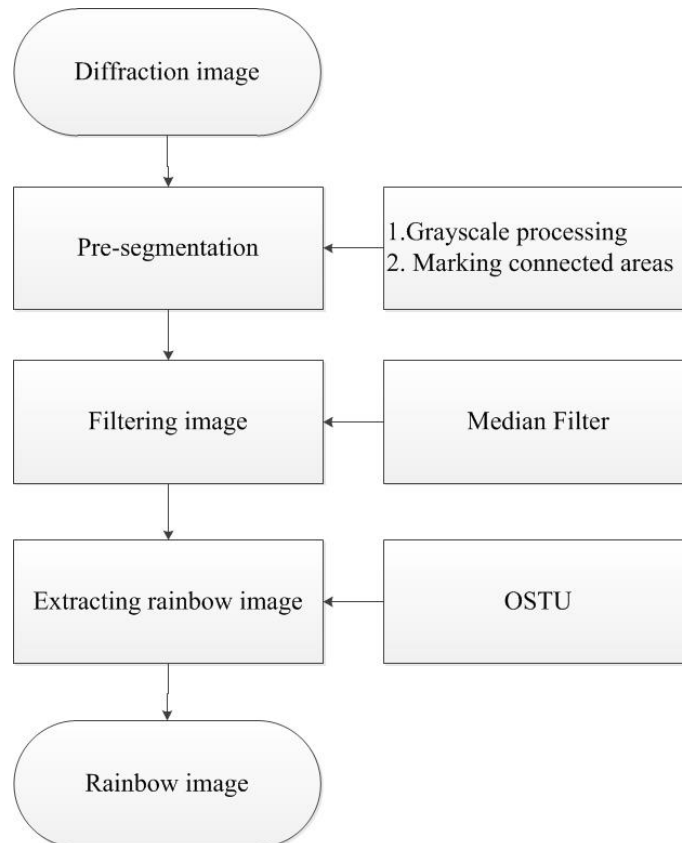 Diffraction image
Pre-segmentation
1.Grayscale processing
2. Marking connected areas
Filtering image
Median Filter
Extracting rainbow image
OSTU
Rainbow image